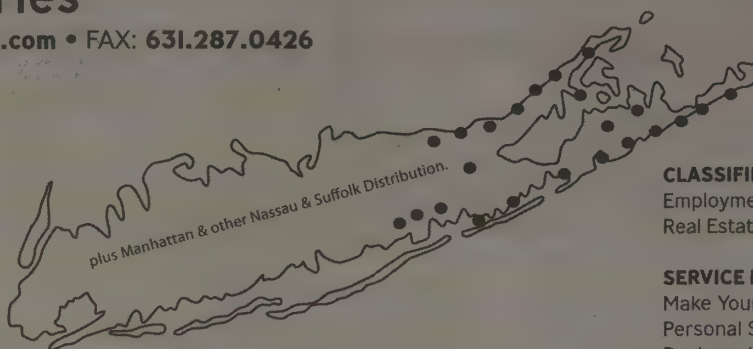 .com • FAX: 631.287.0426
plus Manhattan & other Nassau & Suffolk Distribution.
CLASSIFI
Employme
Real Estat
SERVICE
Make You
Personal S